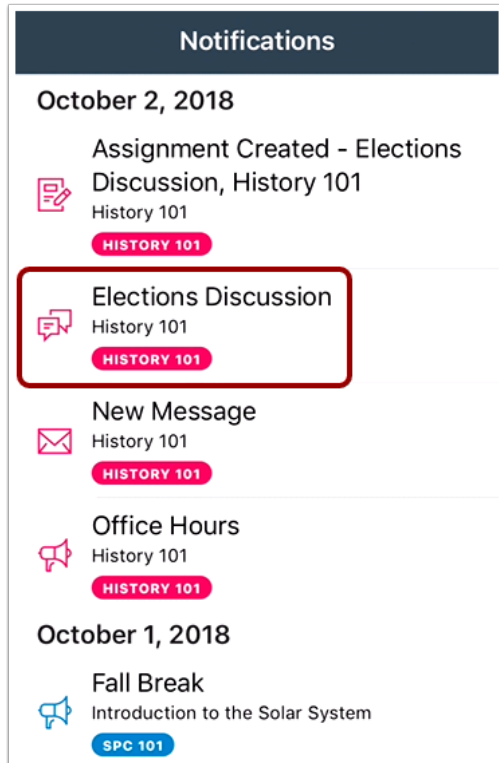 Notifications
October 2, 2018
Assignment Created - Elections
Discussion, History 101
History 101
HISTORY 101
Elections Discussion
History 101
HISTORY 101
New Message
History 101
HISTORY 101
Office Hours
History 101
HISTORY 101
October 1, 2018
Fall Break
Introduction to the Solar System
SPC 101